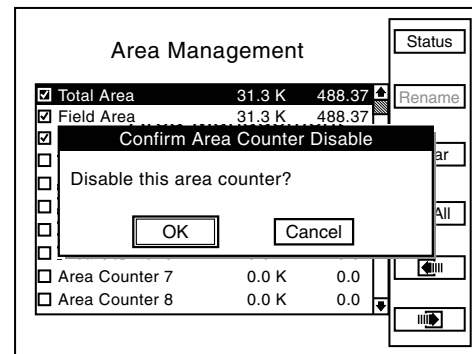 Area Management
Status
Total Area 31.3 K 488.37
Rename
Field Area 31.3 K 488.37
Confirm Area Counter Disable
Disable this area counter?
OK Cancel
All
Area Counter 7 0.0 K 0.0
Area Counter 8 0.0 K 0.0